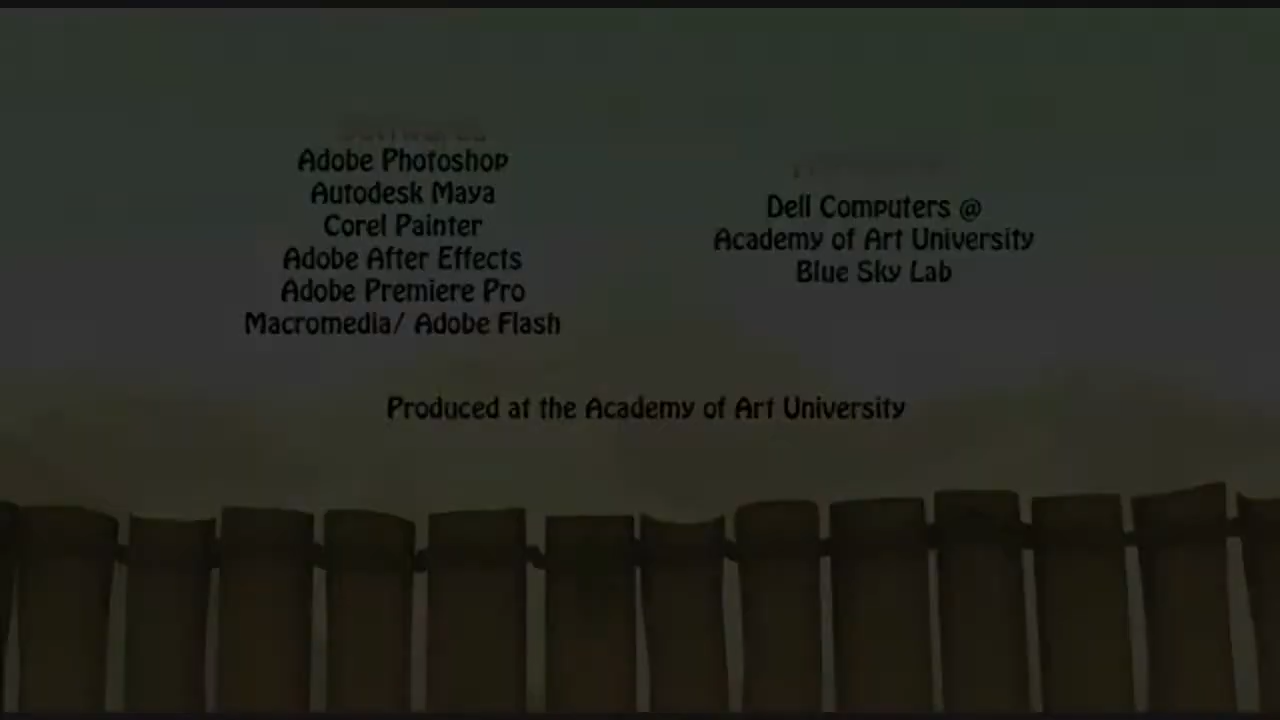 Adobe Photoshop
Autodesk Maya
Corel Painter
Adobe After Effects
Adobe Premiere Pro
Macromedia/ Adobe Flash
Dell Computers @
Academy of Art University
Blue Sky Lab
Produced at the Academy of Art University